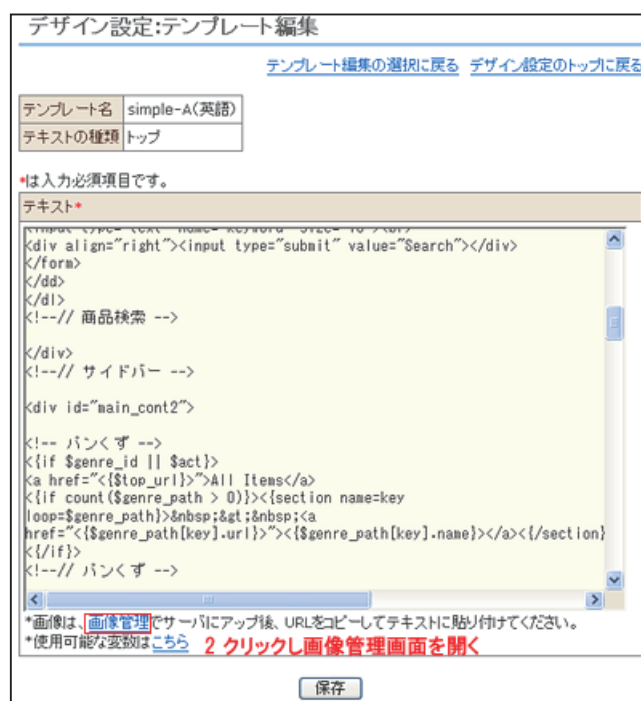 デザイン設定:テンプレート編集
テンプレート編集の選択に戻る デザイン設定のトップに戻る
テンプレート名 simple-A(英語)
テキストの種類 トップ
*は入力必須項目です。
テキスト*
<input type="text" name="keyword" size="18"><br>
<div align="right"><input type="submit" value="Search"></div>
</form>
</dd>
</dl>
<!--// 商品検索 -->
</div>
<!--// サイドバー -->
<div id="main_cont2">
<!-- パンくず -->
<{if $genre_id || $act}>
<a href="<{$top_url}>">All Items</a>
<{if count($genre_path > 0)}><{section name=key
loop=$genre_path}>&nbsp;&gt;&nbsp;<a
href="<{$genre_path[key].url}>"><{$genre_path[key].name}></a><{/section}
<{/if}>
<!--// パンくず -->
*画像は、画像管理でサーバにアップ後、URLをコピーしてテキストに貼り付けてください。
*使用可能な変数はこちら 2 クリックし画像管理画面を開く
保存